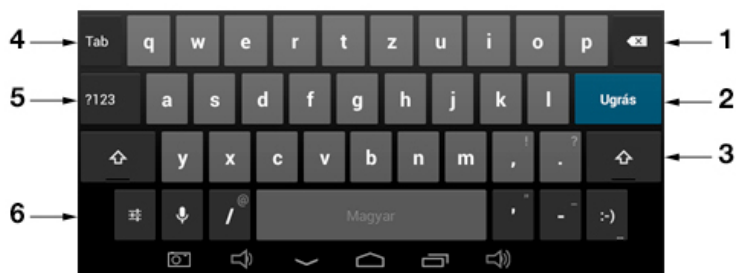 4 Tab q w e r t z u i o p 1
5 ?123 a s d f g h j k l Ugrás 2
y x c v b n m , ! . ? 3
6 / @ Magyar ' " - _ :-)